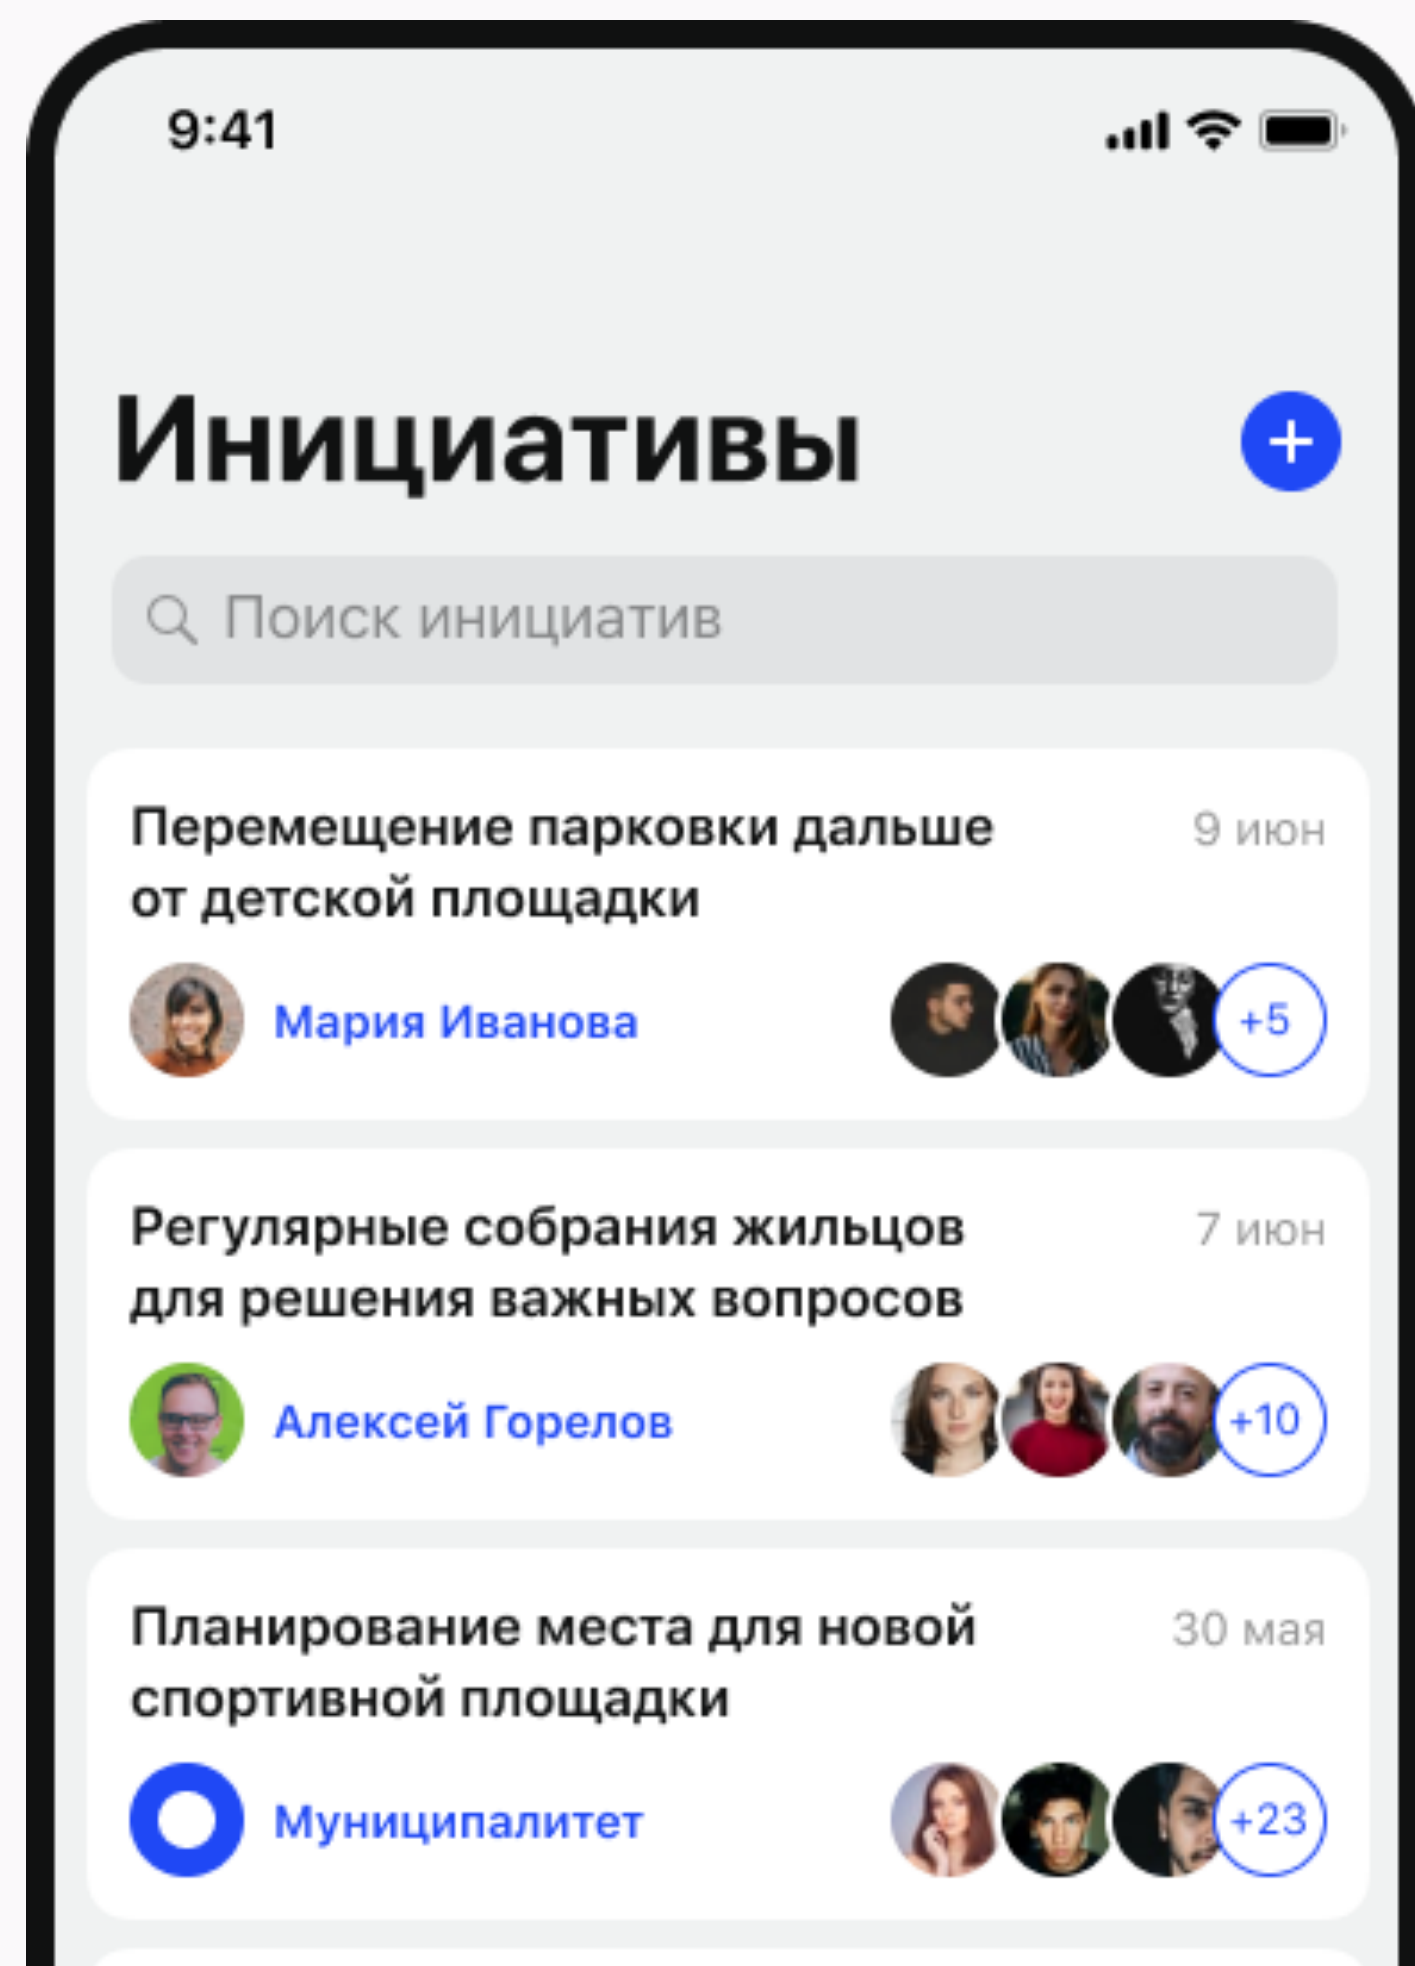 9:41
Инициативы
+
Поиск инициатив
Перемещение парковки дальше
от детской площадки
9 июн
Мария Иванова
+5
Регулярные собрания жильцов
для решения важных вопросов
7 июн
Алексей Горелов
+10
Планирование места для новой
спортивной площадки
30 мая
Муниципалитет
+23